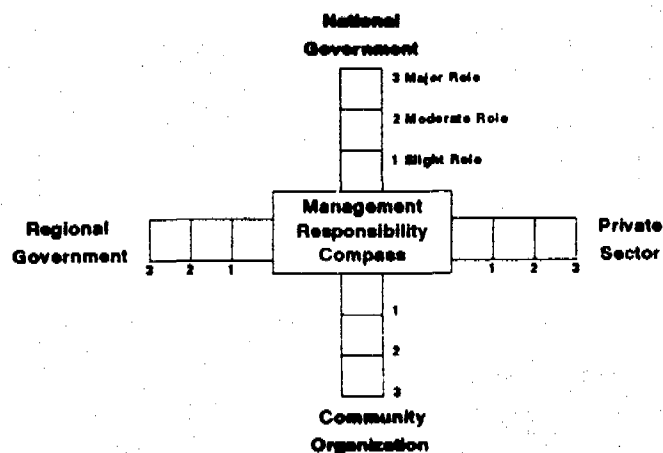 National
Government
3 Major Role
2 Moderate Role
1 Slight Role
Regional
Government
3 2 1
Management
Responsibility
Compass
1 2 3
Private
Sector
1
2
3
Community
Organization